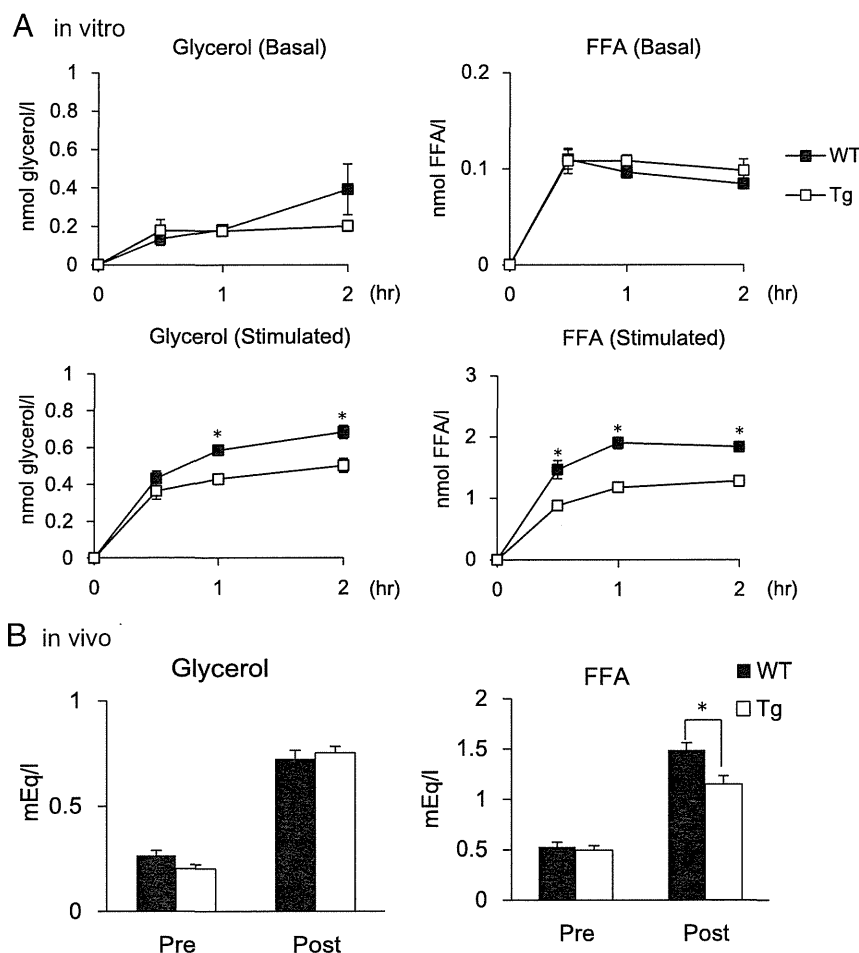 A in vitro
Glycerol (Basal)
nmol glycerol/l
1
0.8
0.6
0.4
0.2
0
0 1 2 (hr)
FFA (Basal)
nmol FFA/l
0.2
0.1
0
0 1 2 (hr)
WT
Tg
Glycerol (Stimulated)
nmol glycerol/l
1
0.8
0.6
0.4
0.2
0
* *
0 1 2 (hr)
FFA (Stimulated)
nmol FFA/l
3
2
1
0
* * *
0 1 2 (hr)
B in vivo
Glycerol
mEq/l
1
0.5
0
Pre Post
FFA
mEq/l
2
1.5
1
0.5
0
*
Pre Post
WT
Tg